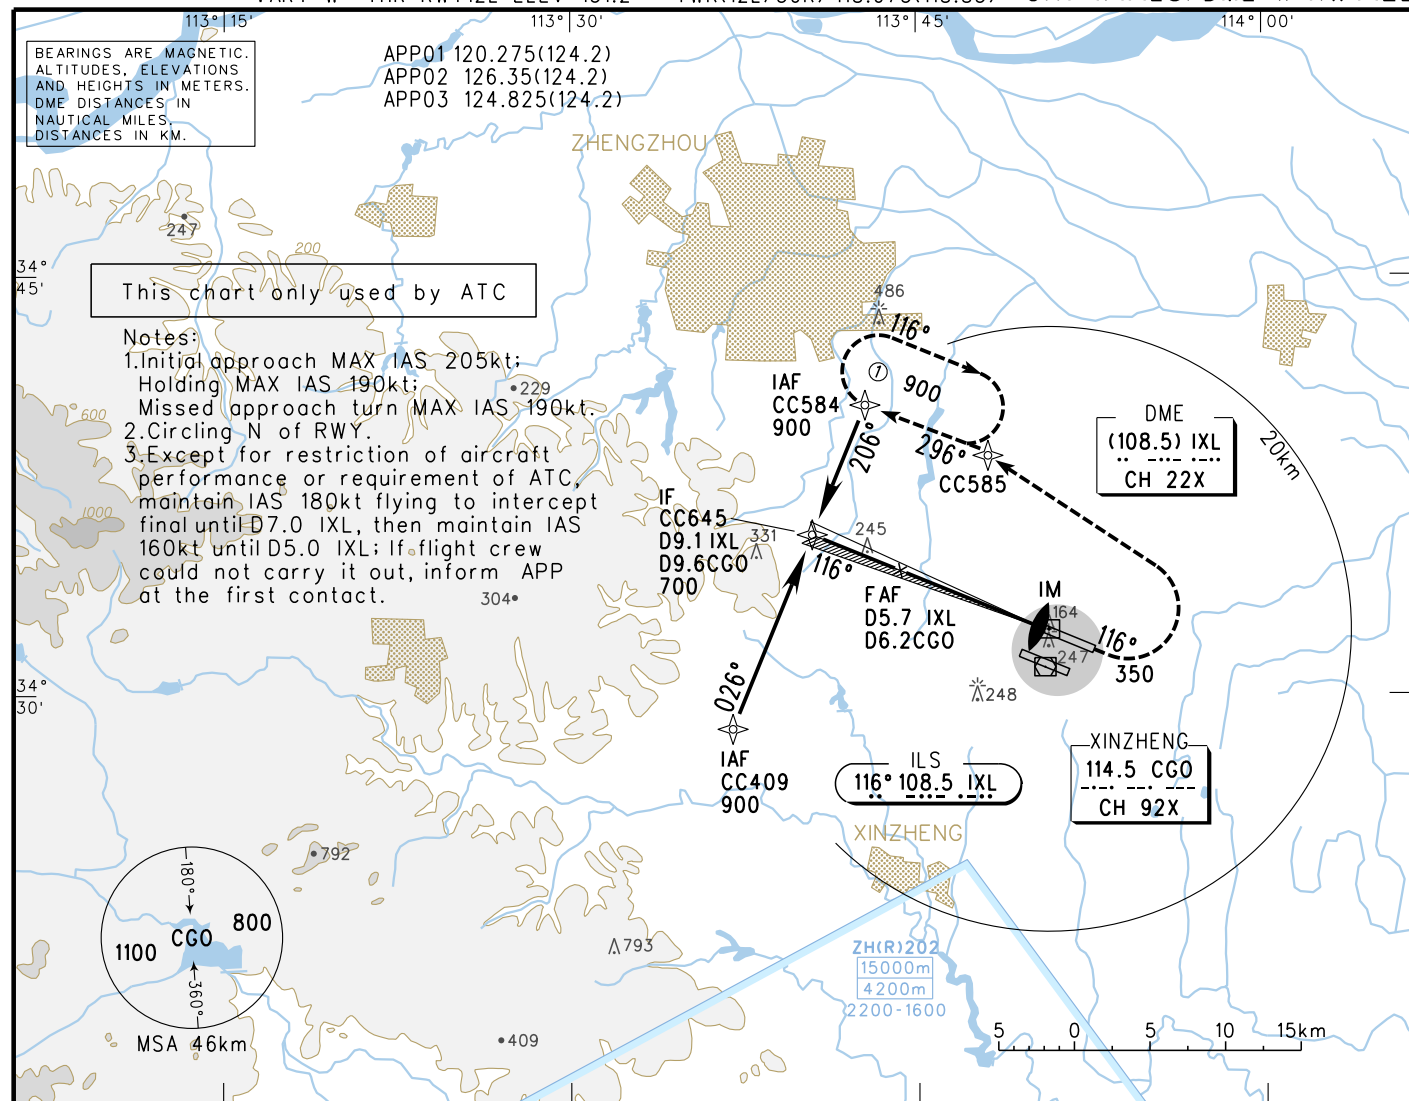 113°15'
113°30'
113°45'
114°00'
BEARINGS ARE MAGNETIC.
ALTITUDES, ELEVATIONS
AND HEIGHTS IN METERS.
DME DISTANCES IN
NAUTICAL MILES.
DISTANCES IN KM.
APP01 120.275(124.2)
APP02 126.35(124.2)
APP03 124.825(124.2)
ZHENGZHOU
247
200
34°
45'
This chart only used by ATC
486
Notes:
1.Initial approach MAX IAS 205kt;
Holding MAX IAS 190kt;
Missed approach turn MAX IAS 190kt.
2.Circling N of RWY.
3.Except for restriction of aircraft
performance or requirement of ATC,
maintain IAS 180kt flying to intercept
final until D7.0 IXL, then maintain IAS
160kt until D5.0 IXL; If flight crew
could not carry it out, inform APP
at the first contact.
229
600
1000
304
116°
1
900
IAF
CC584
900
206°
296°
CC585
DME
(108.5) IXL
CH 22X
20km
IF
CC645
D9.1 IXL
D9.6CGO
700
331
245
116°
FAF
D5.7 IXL
D6.2CGO
IM
164
247
116°
350
248
34°
30'
026°
IAF
CC409
900
ILS
116° 108.5 IXL
XINZHENG
114.5 CGO
CH 92X
XINZHENG
792
180°
CGO
800
1100
360°
MSA 46km
793
409
ZH(R)202
15000m
4200m
2200-1600
5 0 5 10 15km